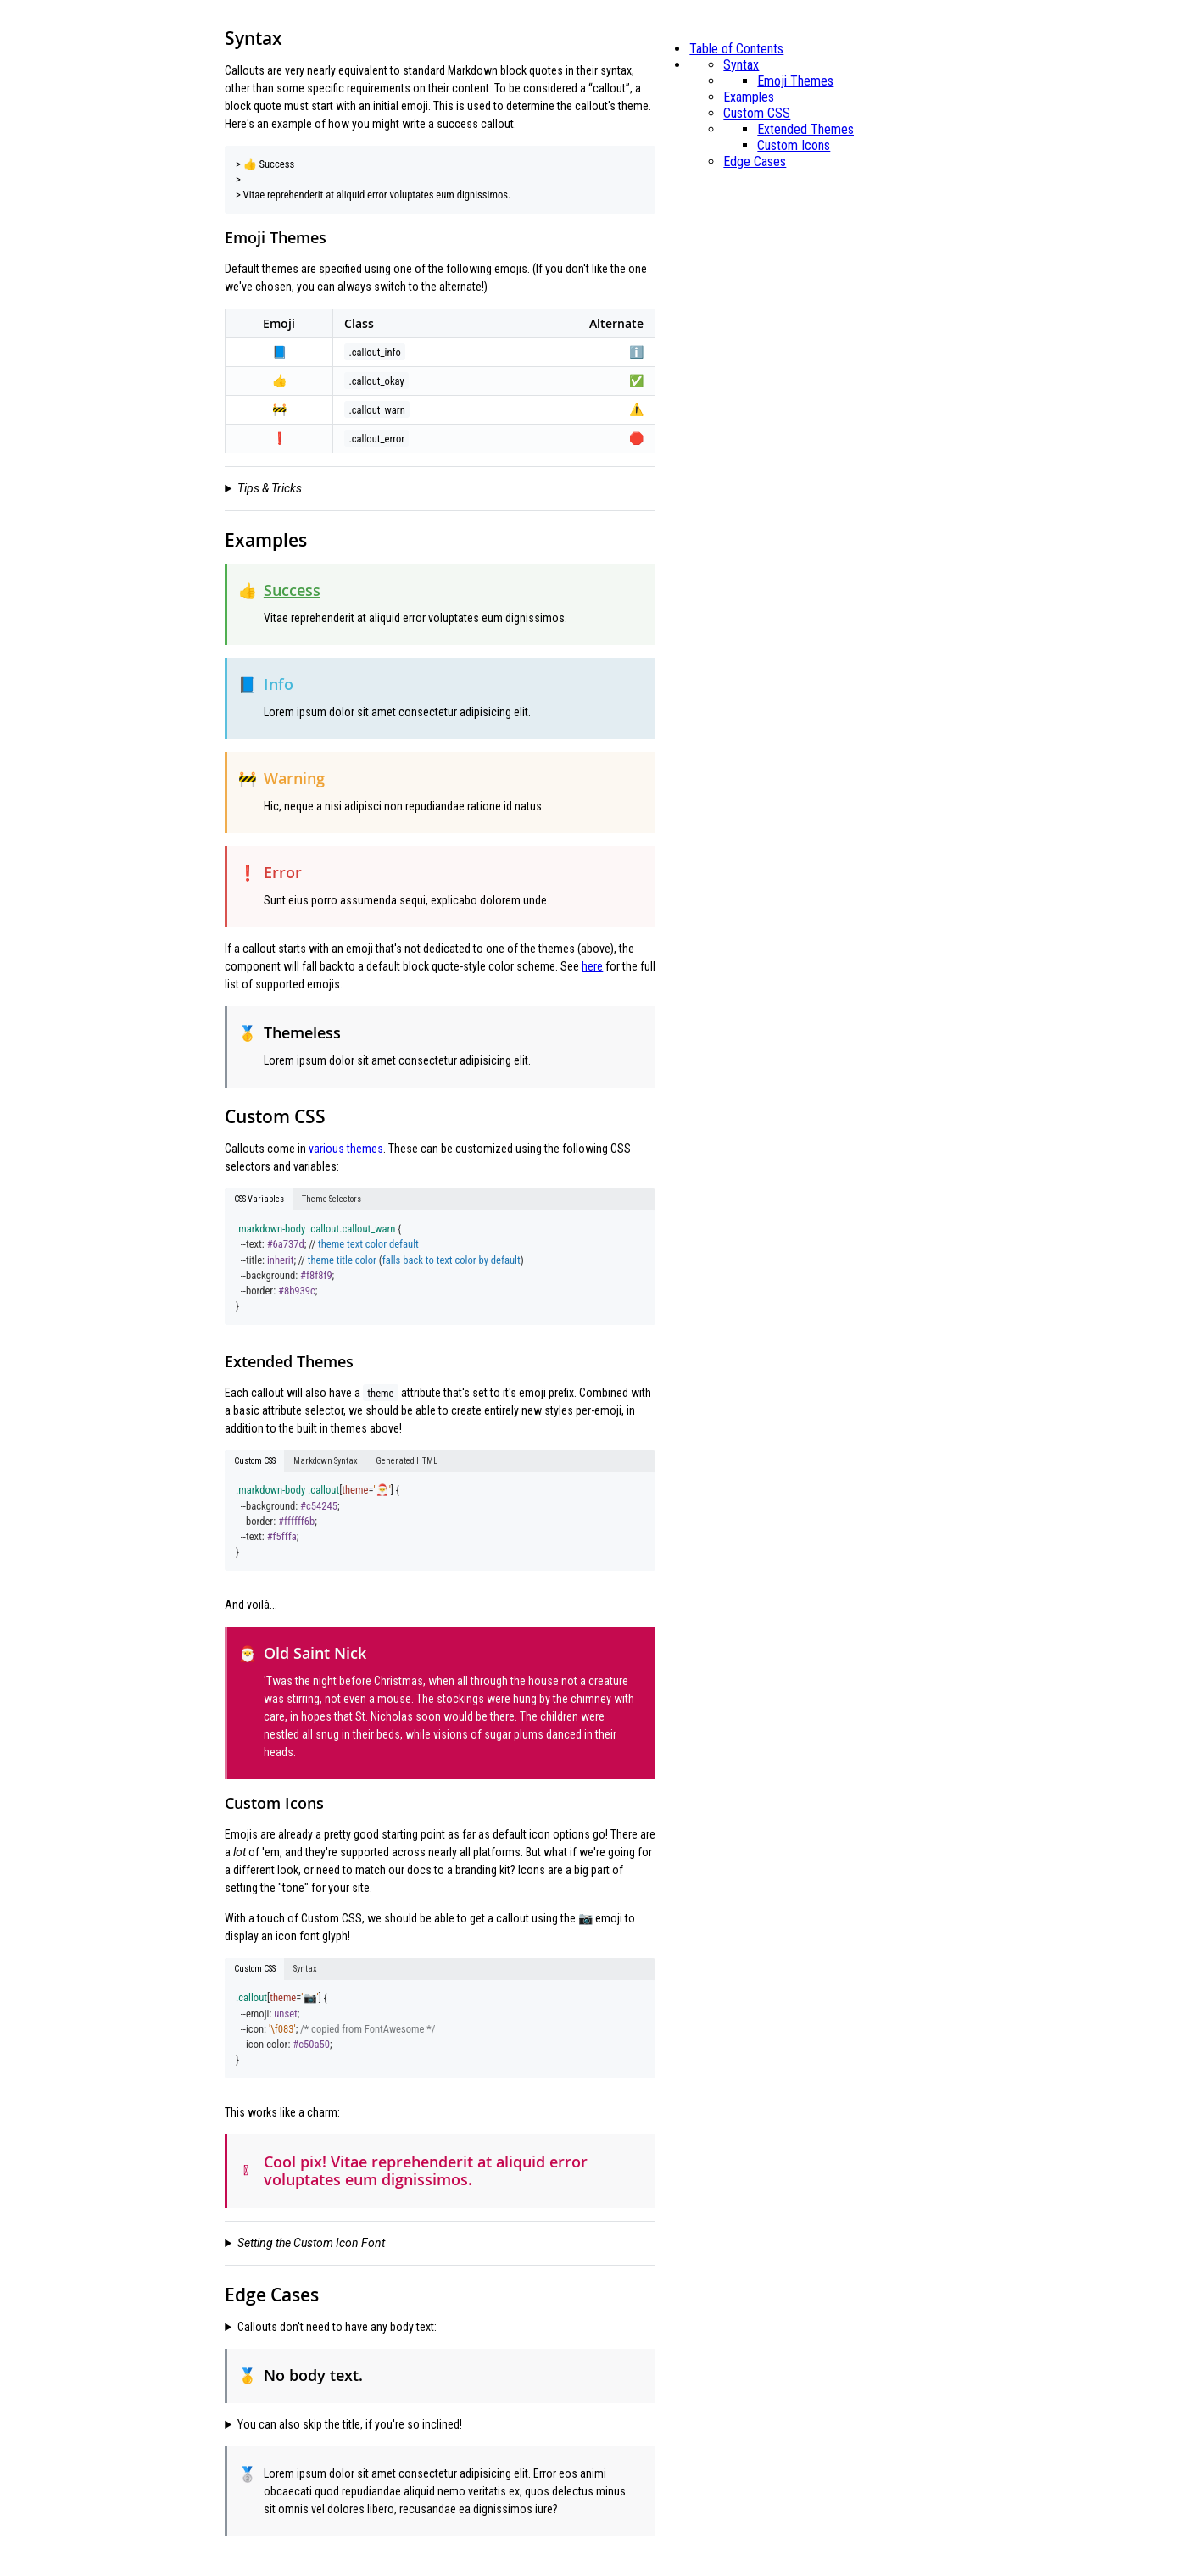 Syntax
Callouts are very nearly equivalent to standard Markdown block quotes in their syntax,
other than some specific requirements on their content: To be considered a “callout”, a
block quote must start with an initial emoji. This is used to determine the callout's theme.
Here's an example of how you might write a success callout.
> 👍 Success
>
> Vitae reprehenderit at aliquid error voluptates eum dignissimos.
Emoji Themes
Default themes are specified using one of the following emojis. (If you don't like the one
we've chosen, you can always switch to the alternate!)
Emoji Class Alternate
📘 .callout_info ℹ️
👍 .callout_okay ✅
🚧 .callout_warn ⚠️
❗ .callout_error 🛑
Tips & Tricks
Examples
👍 Success
Vitae reprehenderit at aliquid error voluptates eum dignissimos.
📘 Info
Lorem ipsum dolor sit amet consectetur adipisicing elit.
🚧 Warning
Hic, neque a nisi adipisci non repudiandae ratione id natus.
❗ Error
Sunt eius porro assumenda sequi, explicabo dolorem unde.
If a callout starts with an emoji that's not dedicated to one of the themes (above), the
component will fall back to a default block quote-style color scheme. See here for the full
list of supported emojis.
🥇 Themeless
Lorem ipsum dolor sit amet consectetur adipisicing elit.
Custom CSS
Callouts come in various themes. These can be customized using the following CSS
selectors and variables:
CSS Variables Theme Selectors
.markdown-body .callout.callout_warn {
--text: #6a737d; // theme text color default
--title: inherit; // theme title color (falls back to text color by default)
--background: #f8f8f9;
--border: #8b939c;
}
Extended Themes
Each callout will also have a theme attribute that's set to it's emoji prefix. Combined with
a basic attribute selector, we should be able to create entirely new styles per-emoji, in
addition to the built in themes above!
Custom CSS Markdown Syntax Generated HTML
.markdown-body .callout[theme='🎅'] {
--background: #c54245;
--border: #ffffff6b;
--text: #f5fffa;
}
And voilà...
🎅 Old Saint Nick
'Twas the night before Christmas, when all through the house not a creature
was stirring, not even a mouse. The stockings were hung by the chimney with
care, in hopes that St. Nicholas soon would be there. The children were
nestled all snug in their beds, while visions of sugar plums danced in their
heads.
Custom Icons
Emojis are already a pretty good starting point as far as default icon options go! There are
a lot of 'em, and they're supported across nearly all platforms. But what if we're going for
a different look, or need to match our docs to a branding kit? Icons are a big part of
setting the "tone" for your site.
With a touch of Custom CSS, we should be able to get a callout using the 📷 emoji to
display an icon font glyph!
Custom CSS Syntax
.callout[theme='📷'] {
--emoji: unset;
--icon: '\f083'; /* copied from FontAwesome */
--icon-color: #c50a50;
}
This works like a charm:
Cool pix! Vitae reprehenderit at aliquid error
voluptates eum dignissimos.
Setting the Custom Icon Font
Edge Cases
Callouts don't need to have any body text:
🥇 No body text.
You can also skip the title, if you're so inclined!
🥈 Lorem ipsum dolor sit amet consectetur adipisicing elit. Error eos animi
obcaecati quod repudiandae aliquid nemo veritatis ex, quos delectus minus
sit omnis vel dolores libero, recusandae ea dignissimos iure?
Table of Contents
Syntax
Emoji Themes
Examples
Custom CSS
Extended Themes
Custom Icons
Edge Cases